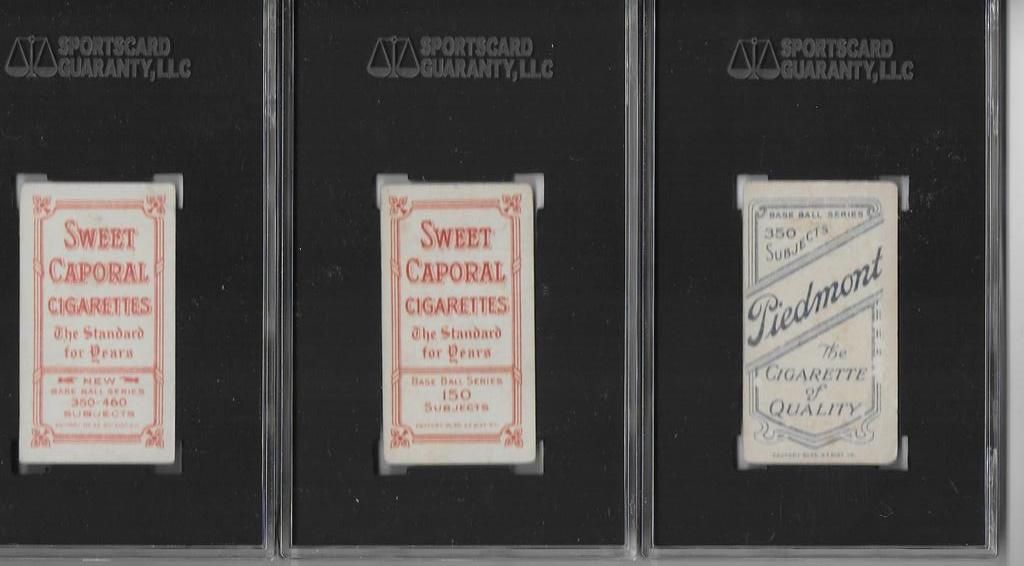 SPORTSCARD
GUARANTY, LLC
SWEET
CAPORAL
CIGARETTES
The Standard
for Years
NEW
BASE BALL SERIES
350-460
SUBJECTS
SPORTSCARD
GUARANTY, LLC
SWEET
CAPORAL
CIGARETTES
The Standard
for Years
BASE BALL SERIES
150
SUBJECTS
SPORTSCARD
GUARANTY, LLC
BASE BALL SERIES
350
SUBJECTS
Piedmont
The
CIGARETTE
of
QUALITY